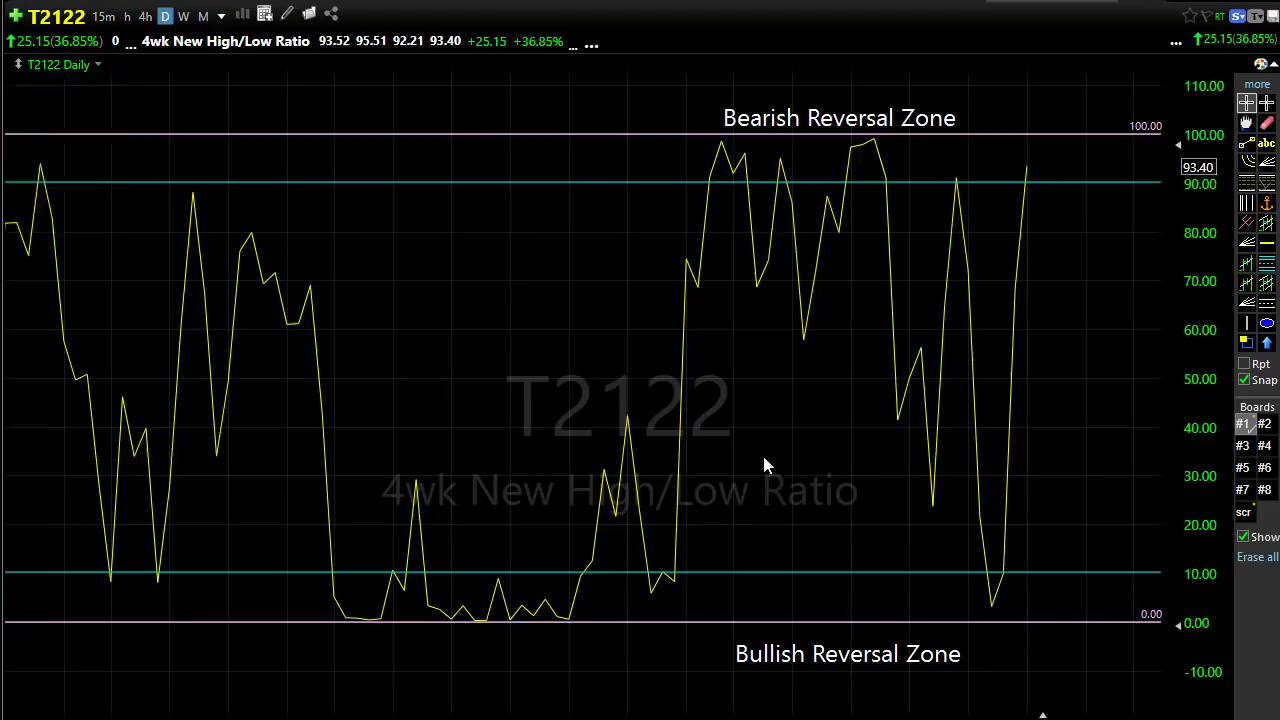 T2122 15m h 4h D W M RT S T
25.15(36.85%) 0 ... 4wk New High/Low Ratio 93.52 95.51 92.21 93.40 +25.15 +36.85% ... ... ... 25.15(36.85%)
T2122 Daily
more
110.00
Bearish Reversal Zone
100.00
100.00
abc
93.40
90.00
80.00
70.00
60.00
Rpt
50.00
Snap
T2122
Boards
40.00
#1 #2
#3 #4
30.00
#5 #6
4wk New High/Low Ratio
#7 #8
scr
20.00
Show
Erase all
10.00
0.00
0.00
Bullish Reversal Zone
-10.00